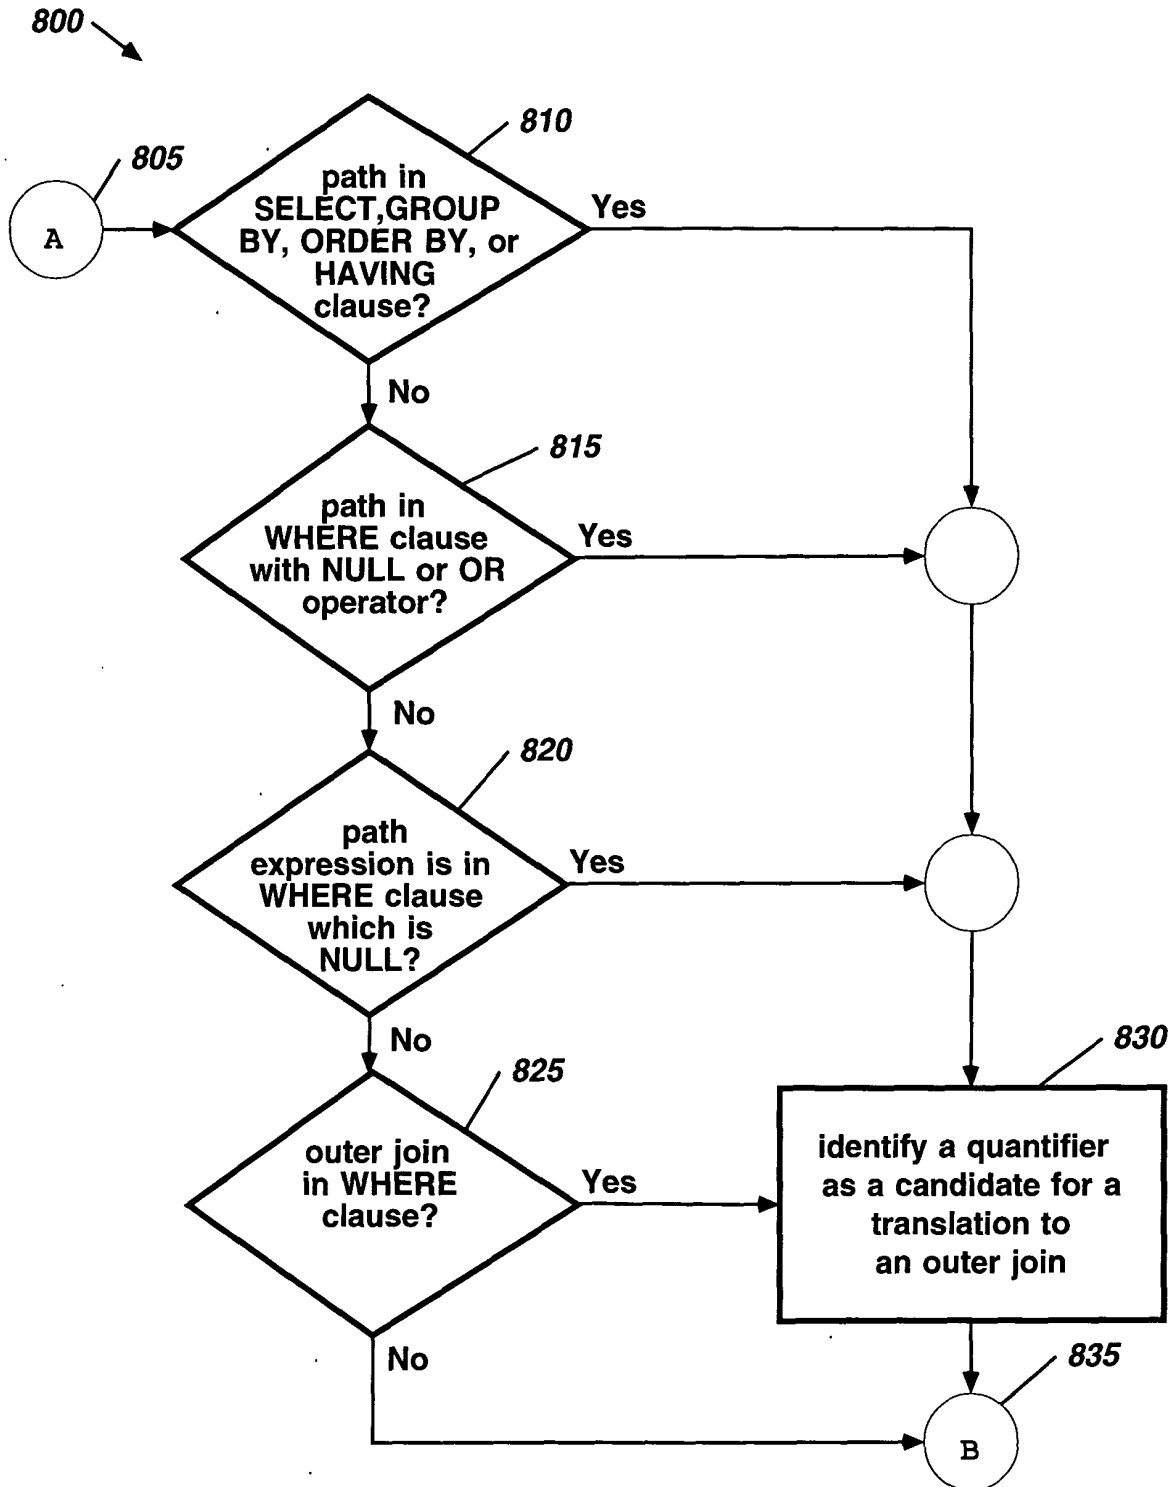 800
810
805
path in
SELECT,GROUP
BY, ORDER BY, or
HAVING
clause?
Yes
A
No
815
path in
WHERE clause
with NULL or OR
operator?
Yes
No
820
path
expression is in
WHERE clause
which is
NULL?
Yes
No
825
830
outer join
in WHERE
clause?
Yes
identify a quantifier
as a candidate for a
translation to
an outer join
No
835
B